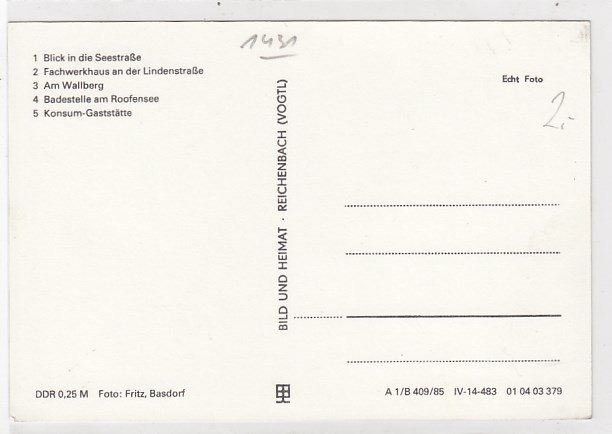 1431
1 Blick in die Seestraße
2 Fachwerkhaus an der Lindenstraße
3 Am Wallberg
4 Badestelle am Roofensee
5 Konsum-Gaststätte
Echt Foto
2,-
BILD UND HEIMAT · REICHENBACH (VOGTL)
DDR 0,25 M Foto: Fritz, Basdorf
A 1/B 409/85 IV-14-483 01 04 03 379